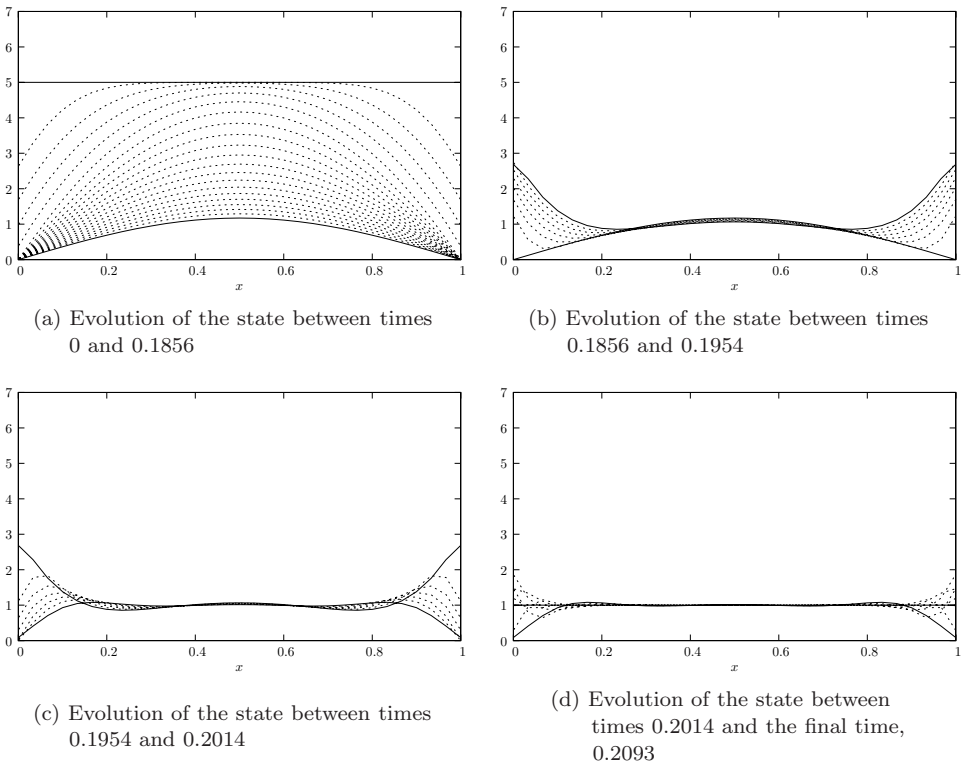 7
6
5
4
3
2
1
0
0 0.2 0.4 0.6 0.8 1
x
(a) Evolution of the state between times
0 and 0.1856
7
6
5
4
3
2
1
0
0 0.2 0.4 0.6 0.8 1
x
(b) Evolution of the state between times
0.1856 and 0.1954
7
6
5
4
3
2
1
0
0 0.2 0.4 0.6 0.8 1
x
(c) Evolution of the state between times
0.1954 and 0.2014
7
6
5
4
3
2
1
0
0 0.2 0.4 0.6 0.8 1
x
(d) Evolution of the state between
times 0.2014 and the final time,
0.2093